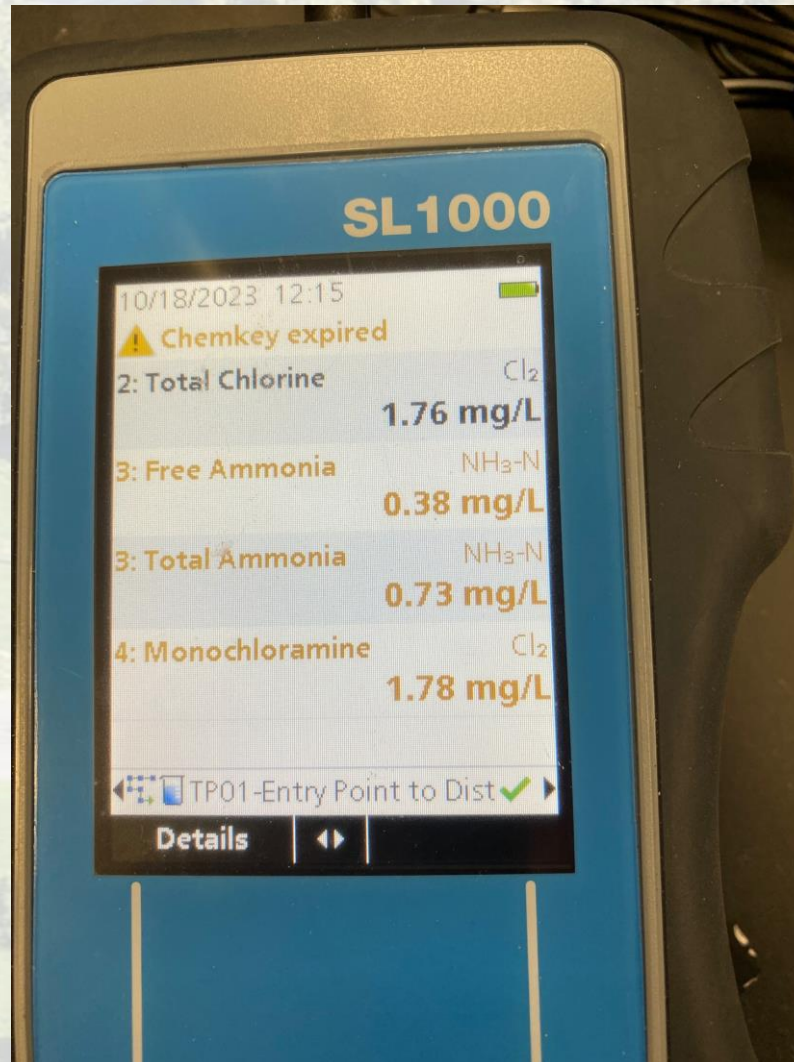 SL1000
10/18/2023 12:15
Chemkey expired
2: Total Chlorine Cl₂
1.76 mg/L
3: Free Ammonia NH₃-N
0.38 mg/L
3: Total Ammonia NH₃-N
0.73 mg/L
4: Monochloramine Cl₂
1.78 mg/L
TP01-Entry Point to Dist
Details